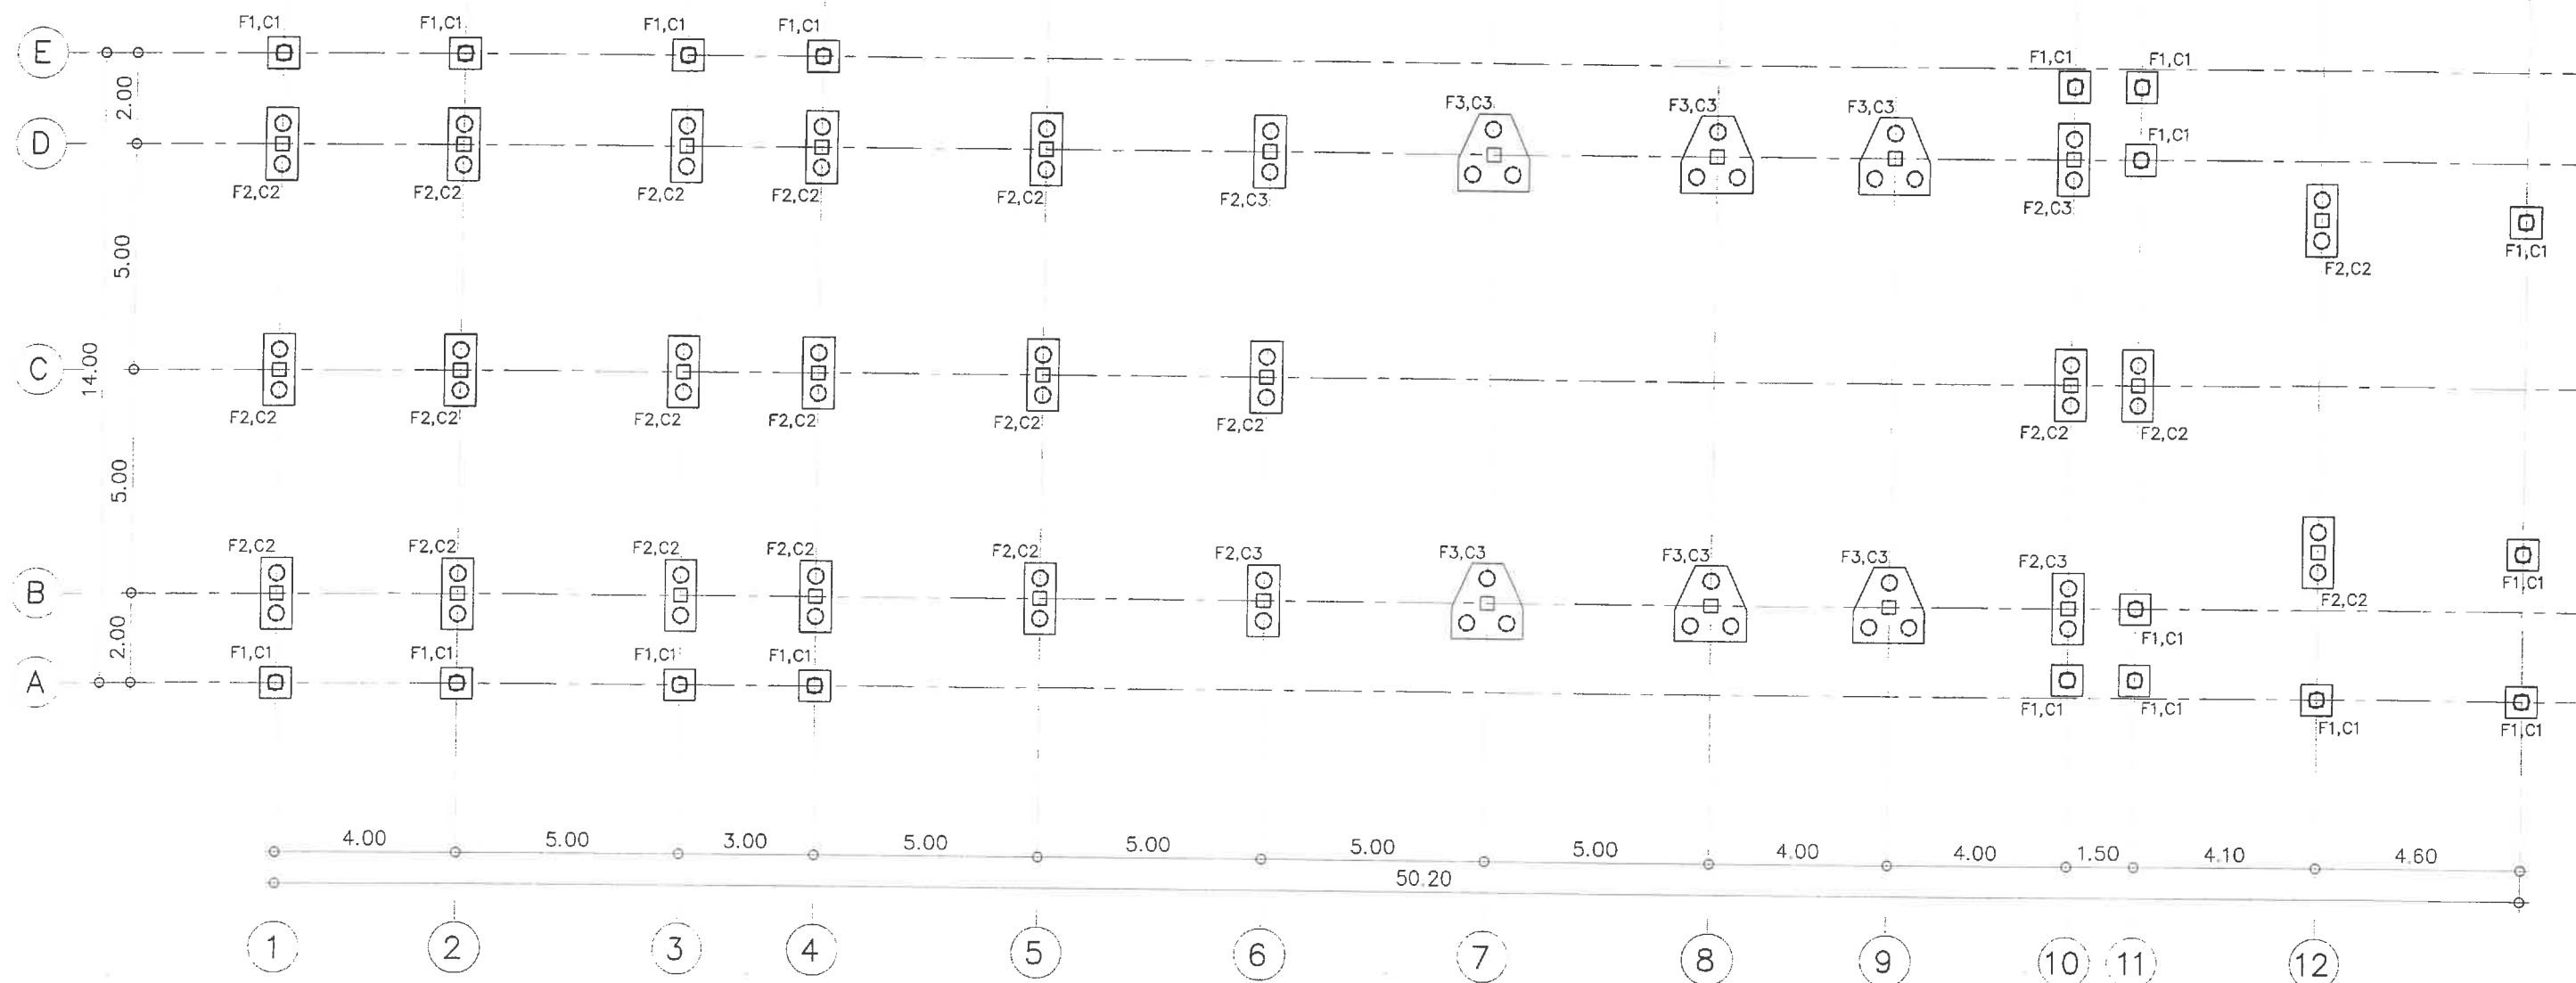 F1,C1 F1,C1 F1,C1 F1,C1
E
F1,C1 F1,C1
2.00
F3,C3 F3,C3 F3,C3
D
F1,C1
F2,C2 F2,C2 F2,C2 F2,C2 F2,C2 F2,C3 F2,C3
5.00
F1,C1
F2,C2
C
14.00
F2,C2 F2,C2 F2,C2 F2,C2 F2,C2 F2,C2 F2,C2 F2,C2
5.00
F2,C2 F2,C2 F2,C2 F2,C2 F2,C2 F2,C3 F3,C3 F3,C3 F3,C3 F2,C3
F1,C1
B
F2,C2
2.00
F1,C1
F1,C1 F1,C1 F1,C1 F1,C1
A
F1,C1 F1,C1
F1,C1 F1,C1
4.00 5.00 3.00 5.00 5.00 5.00 5.00 4.00 4.00 1.50 4.10 4.60
50.20
1 2 3 4 5 6 7 8 9 10 11 12